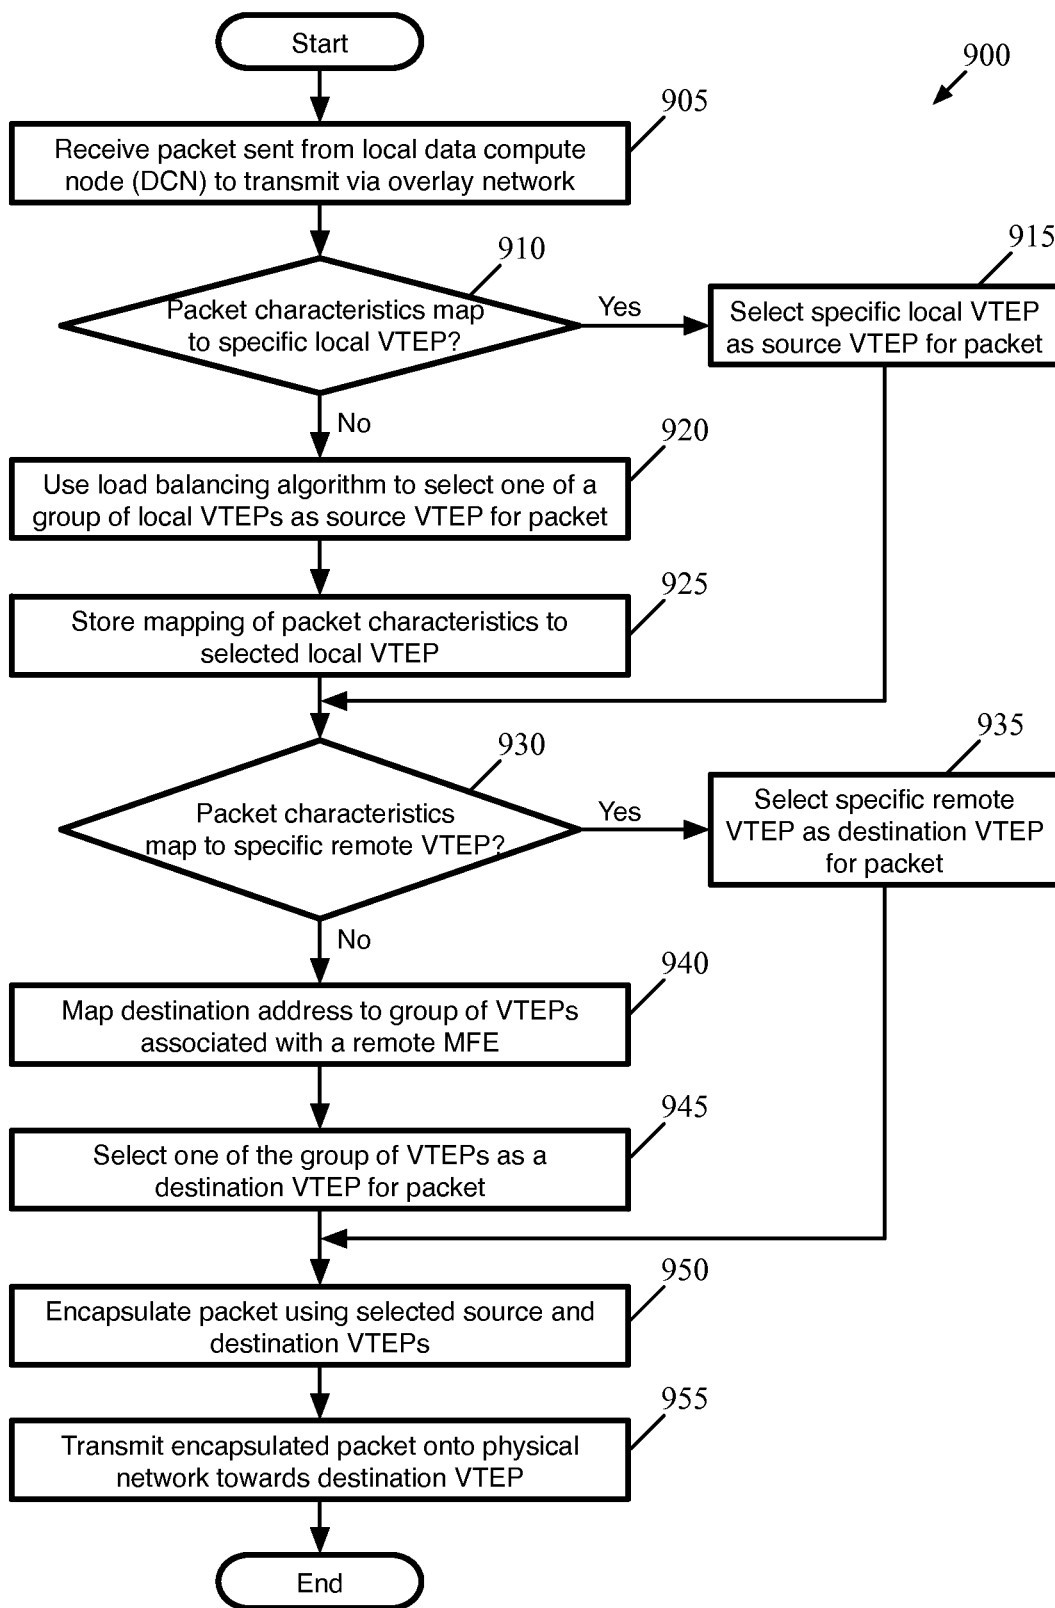 Start
900
905
Receive packet sent from local data compute
node (DCN) to transmit via overlay network
910
Packet characteristics map
to specific local VTEP?
Yes
915
Select specific local VTEP
as source VTEP for packet
No
920
Use load balancing algorithm to select one of a
group of local VTEPs as source VTEP for packet
925
Store mapping of packet characteristics to
selected local VTEP
930
Packet characteristics
map to specific remote VTEP?
Yes
935
Select specific remote
VTEP as destination VTEP
for packet
No
940
Map destination address to group of VTEPs
associated with a remote MFE
945
Select one of the group of VTEPs as a
destination VTEP for packet
950
Encapsulate packet using selected source and
destination VTEPs
955
Transmit encapsulated packet onto physical
network towards destination VTEP
End